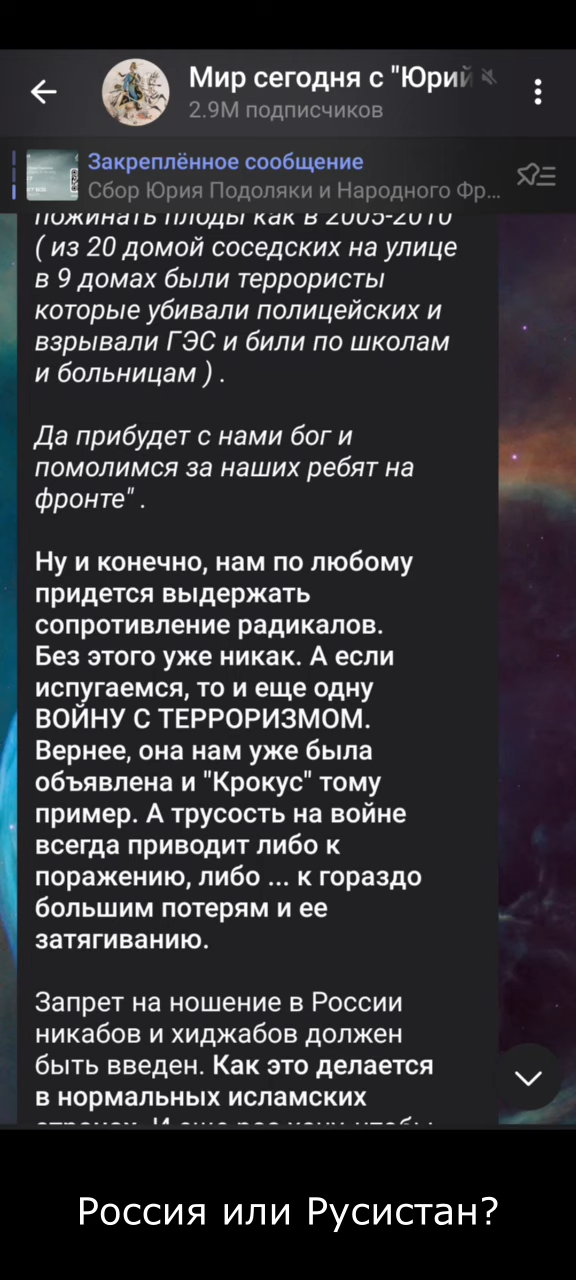 Мир сегодня с "Юрий
2.9M подписчиков
Закреплённое сообщение
Сбор Юрия Подоляки и Народного Фр...
пожинать плоды как в 2005-2010
( из 20 домой соседских на улице
в 9 домах были террористы
которые убивали полицейских и
взрывали ГЭС и били по школам
и больницам ) .
Да прибудет с нами бог и
помолимся за наших ребят на
фронте" .
Ну и конечно, нам по любому
придется выдержать
сопротивление радикалов.
Без этого уже никак. А если
испугаемся, то и еще одну
ВОЙНУ С ТЕРРОРИЗМОМ.
Вернее, она нам уже была
объявлена и "Крокус" тому
пример. А трусость на войне
всегда приводит либо к
поражению, либо ... к гораздо
большим потерям и ее
затягиванию.
Запрет на ношение в России
никабов и хиджабов должен
быть введен. Как это делается
в нормальных исламских
Россия или Русистан?